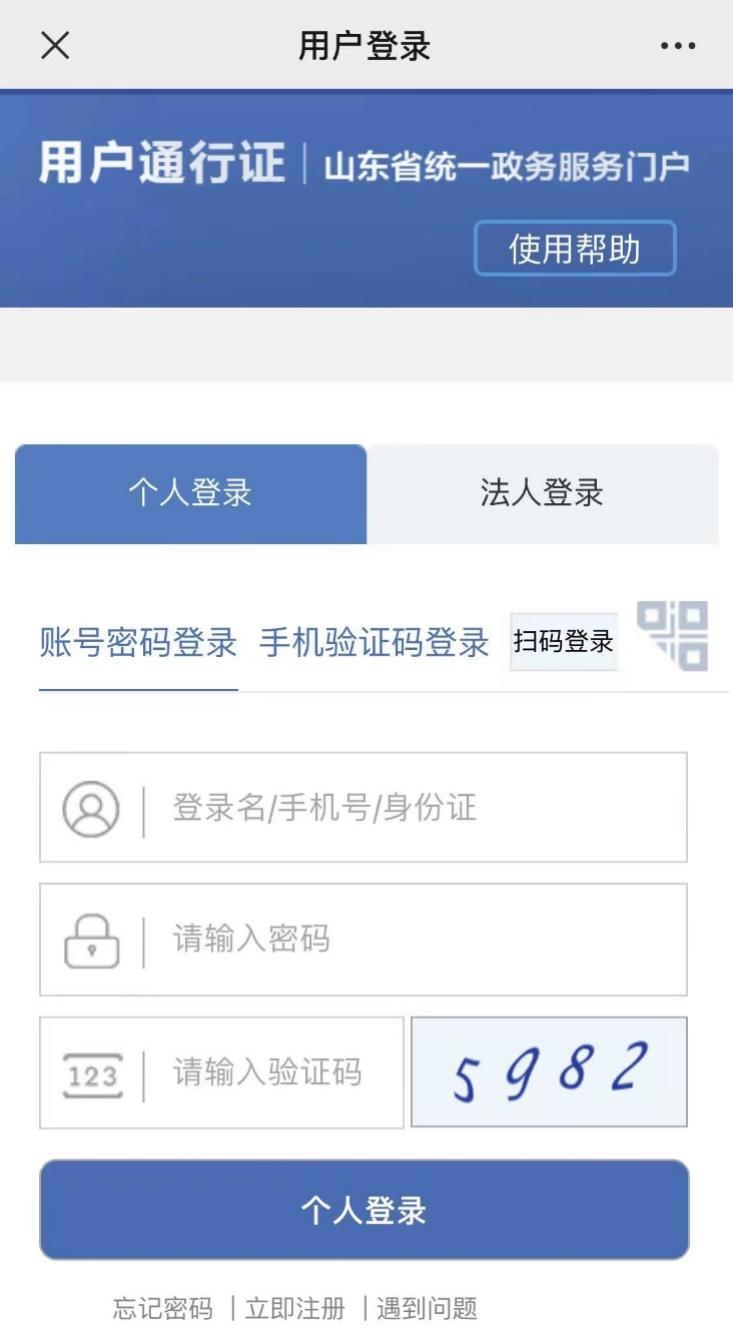 用户登录
用户通行证 | 山东省统一政务服务门户
使用帮助
个人登录 法人登录
账号密码登录 手机验证码登录 扫码登录
登录名/手机号/身份证
请输入密码
123 请输入验证码 5982
个人登录
忘记密码 | 立即注册 | 遇到问题